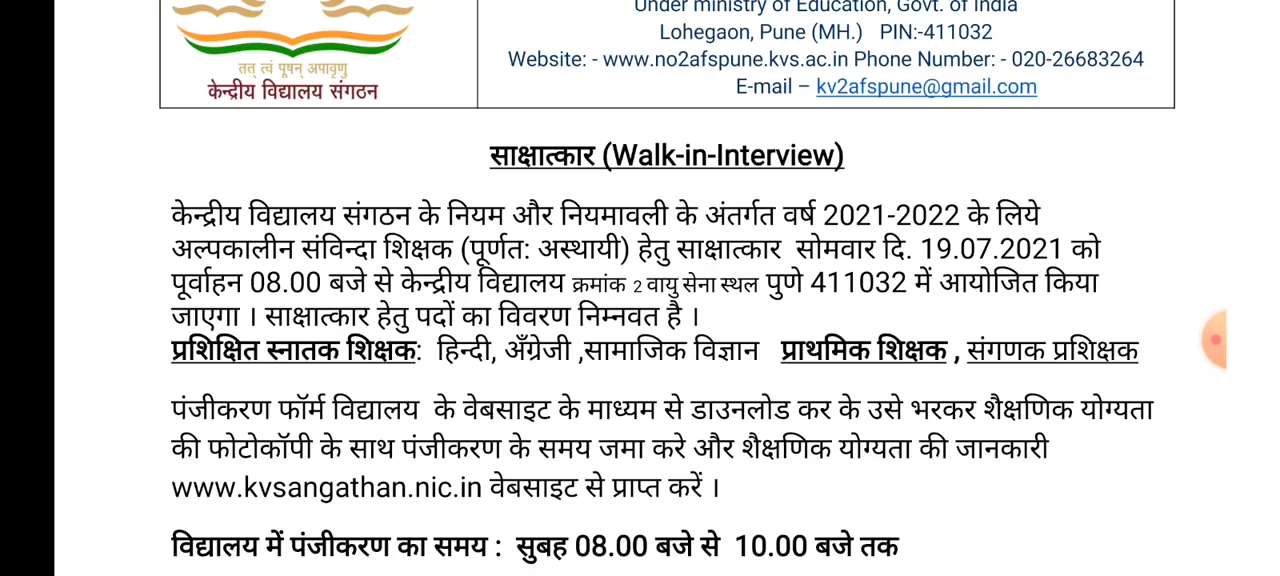 Under ministry of Education, Govt. of India
Lohegaon, Pune (MH.) PIN:-411032
Website: - www.no2afspune.kvs.ac.in Phone Number: - 020-26683264
E-mail – kv2afspune@gmail.com
तत् त्वं पूषन् अपावृणु
केन्द्रीय विद्यालय संगठन
साक्षात्कार (Walk-in-Interview)
केन्द्रीय विद्यालय संगठन के नियम और नियमावली के अंतर्गत वर्ष 2021-2022 के लिये
अल्पकालीन संविन्दा शिक्षक (पूर्णत: अस्थायी) हेतु साक्षात्कार सोमवार दि. 19.07.2021 को
पूर्वाहन 08.00 बजे से केन्द्रीय विद्यालय क्रमांक 2 वायु सेना स्थल पुणे 411032 में आयोजित किया
जाएगा । साक्षात्कार हेतु पदों का विवरण निम्नवत है ।
प्रशिक्षित स्नातक शिक्षक: हिन्दी, अँग्रेजी ,सामाजिक विज्ञान प्राथमिक शिक्षक , संगणक प्रशिक्षक
पंजीकरण फॉर्म विद्यालय के वेबसाइट के माध्यम से डाउनलोड कर के उसे भरकर शैक्षणिक योग्यता
की फोटोकॉपी के साथ पंजीकरण के समय जमा करे और शैक्षणिक योग्यता की जानकारी
www.kvsangathan.nic.in वेबसाइट से प्राप्त करें ।
विद्यालय में पंजीकरण का समय : सुबह 08.00 बजे से 10.00 बजे तक